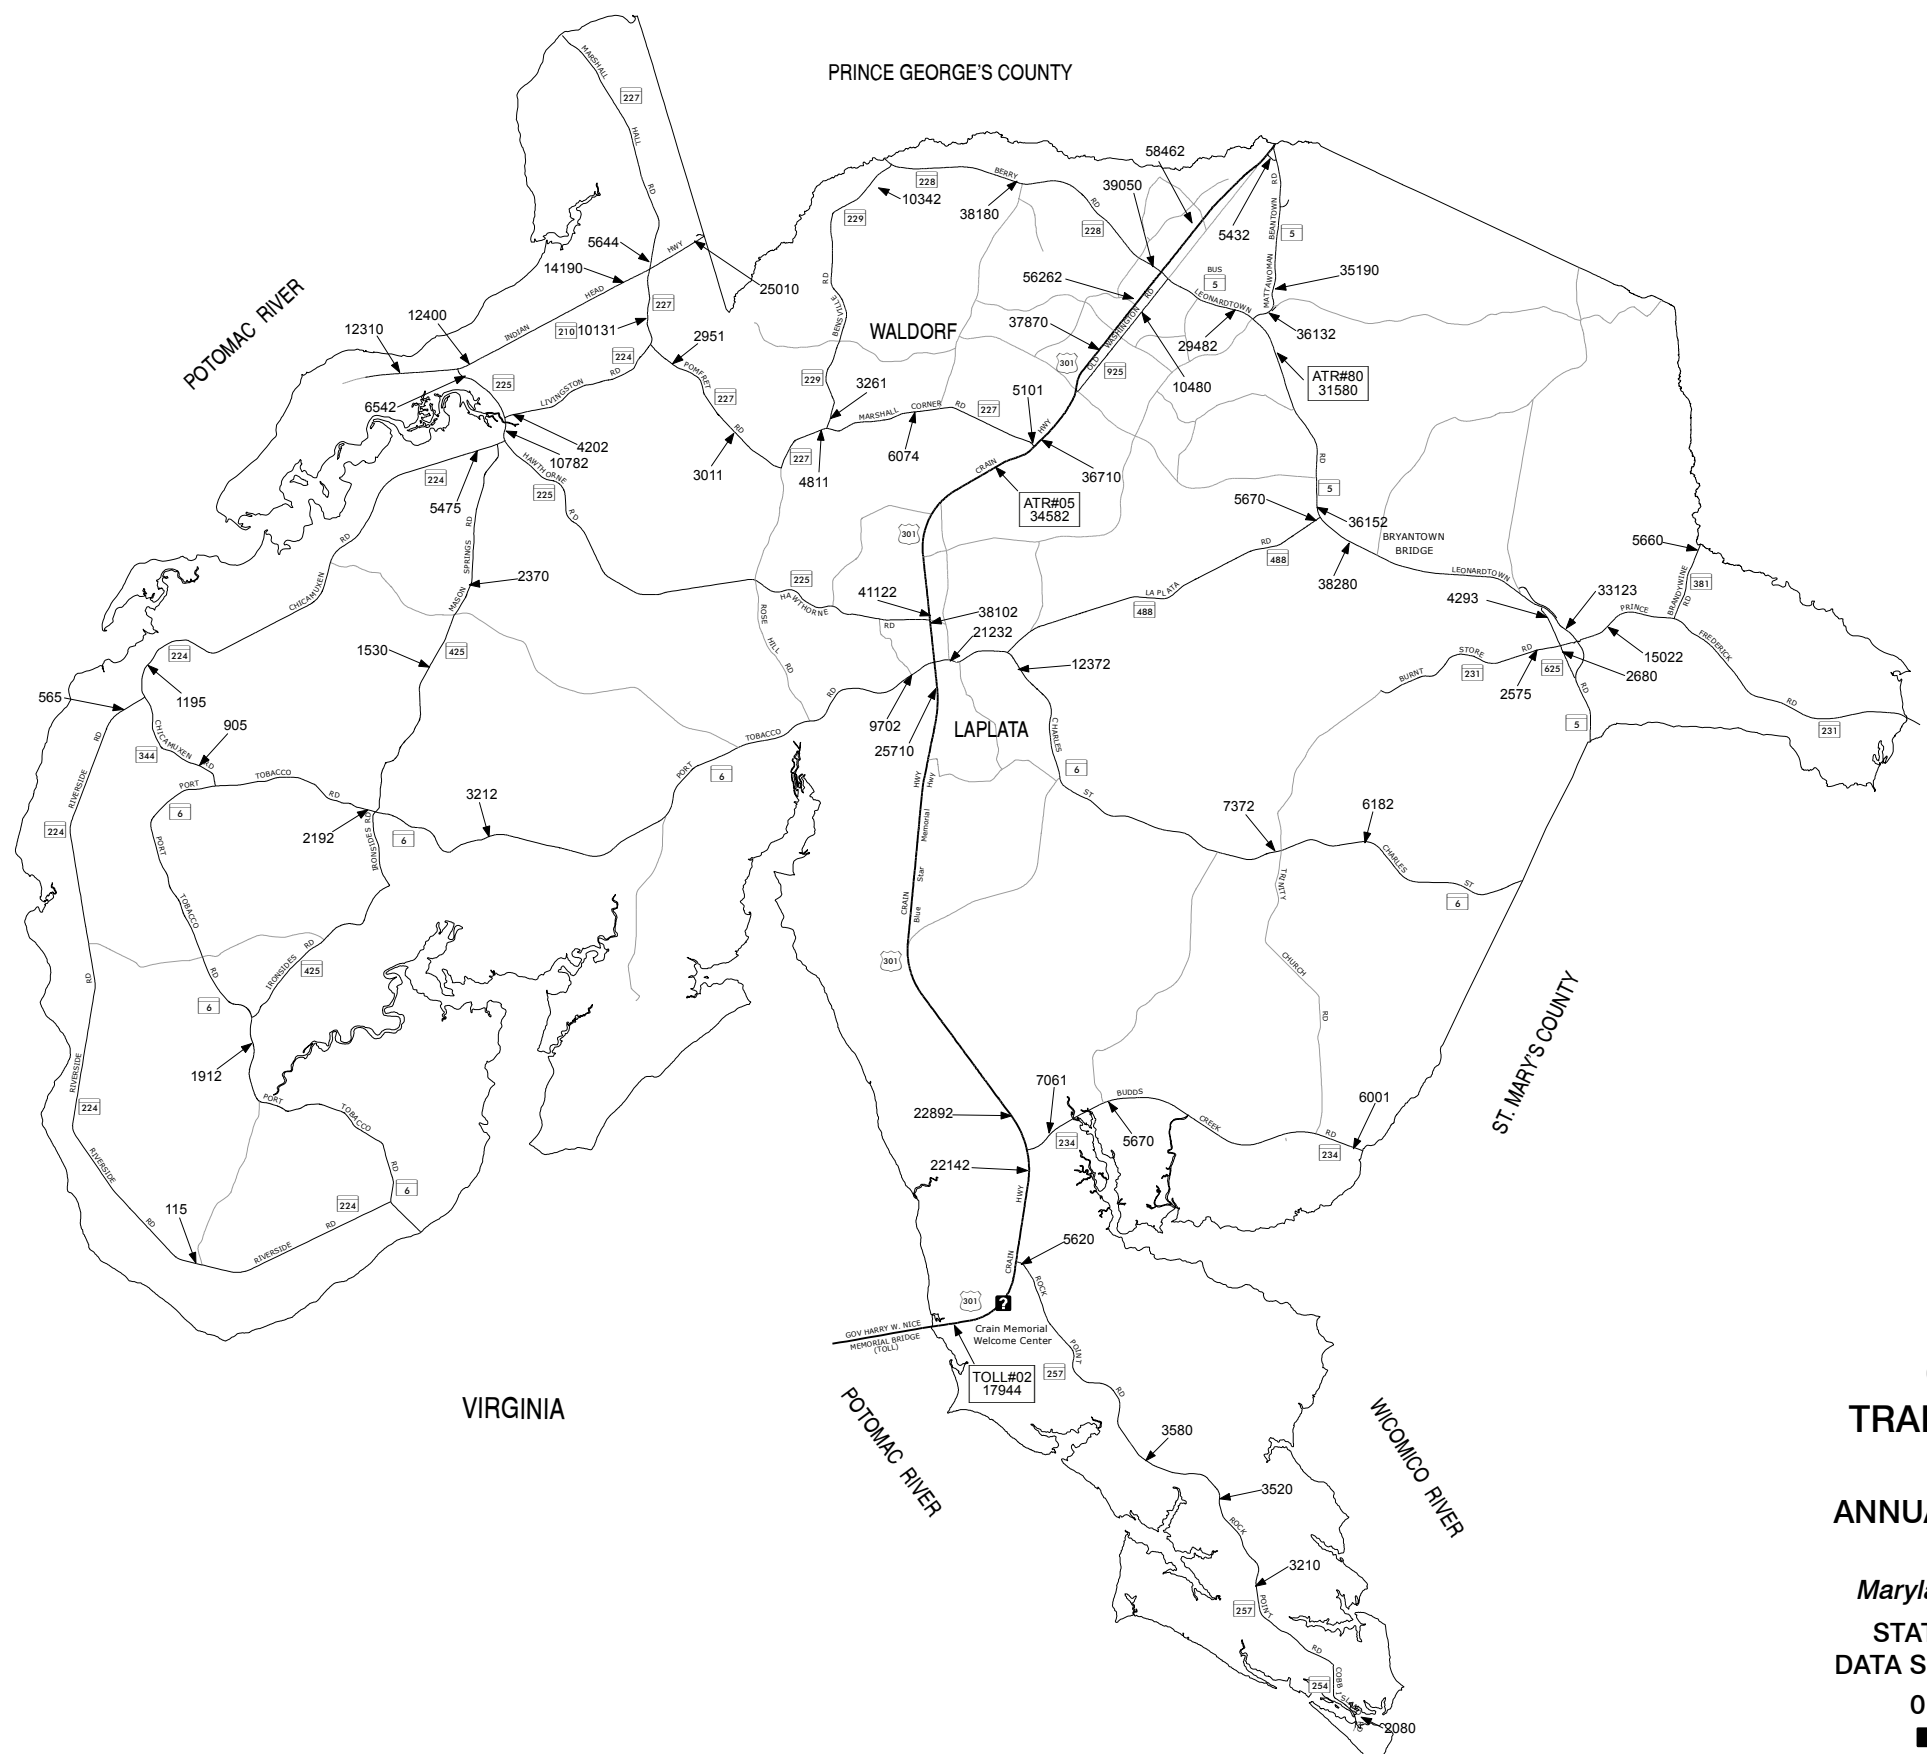 PRINCE GEORGE'S COUNTY
MARSHALL
227
HALL
RD
58462
BERRY
228
10342
39050
RD
38180
229
228
5432
BEANTOWN
RD
5
5644
HWY
14190
25010
HEAD
227
210
10131
INDIAN
POTOMAC RIVER
12310
12400
2951
224
WALDORF
56262
BUS
5
35190
MATTAWOMAN
LEONARDTOWN
RD
BENSVILLE
37870
WASHINGTON
RD
OLD
29482
36132
301
925
10480
ATR#80
31580
225
LIVINGSTON
RD
POMFRET
227
RD
229
3261
6542
4202
10782
MARSHALL
CORNER
RD
227
5101
HWY
3011
227
4811
6074
CRAIN
36710
RD
5
224
5475
HAWTHORNE
225
RD
ATR#05
34582
301
5670
36152
BRYANTOWN
BRIDGE
RD
488
38280
LEONARDTOWN
5660
381
BRANDYWINE
RD
RD
CHICAMUXEN
SPRINGS
RD
MASON
2370
225
HAWTHORNE
RD
41122
38102
LA PLATA
488
33123
4293
PRINCE
FREDERICK
RD
231
15022
21232
ROSE
HILL
RD
1530
425
224
1195
565
12372
STORE
RD
BURNT
231
2575
625
2680
RD
5
905
CHICAMUXEN
RD
344
9702
RD
25710
LAPLATA
TOBACCO
PORT
6
CHARLES
6
ST
RD
RIVERSIDE
224
PORT
TOBACCO
RD
6
2192
IRONSIDES RD
6
3212
HWY
Hwy
Memorial
Star
Blue
CRAIN
7372
6182
CHARLES
ST
6
TRINITY
CHURCH
RD
PORT
TOBACCO
RD
6
IRONSIDES
RD
425
301
RD
ST. MARY'S COUNTY
1912
RIVERSIDE
224
PORT
TOBACCO
RD
6
7061
22892
234
BUDDS
5670
CREEK
RD
234
6001
22142
HWY
RIVERSIDE
RD
115
RIVERSIDE
RD
224
5620
CRAIN
ROCK
301
?
GOV HARRY W. NICE
MEMORIAL BRIDGE
(TOLL)
Crain Memorial
Welcome Center
POINT
257
TOLL#02
17944
RD
VIRGINIA
POTOMAC RIVER
WICOMICO RIVER
3580
3520
ROCK
3210
257
POINT
RD
254
COBB
2080
ANNUA
Maryla
STAT
DATA S
0